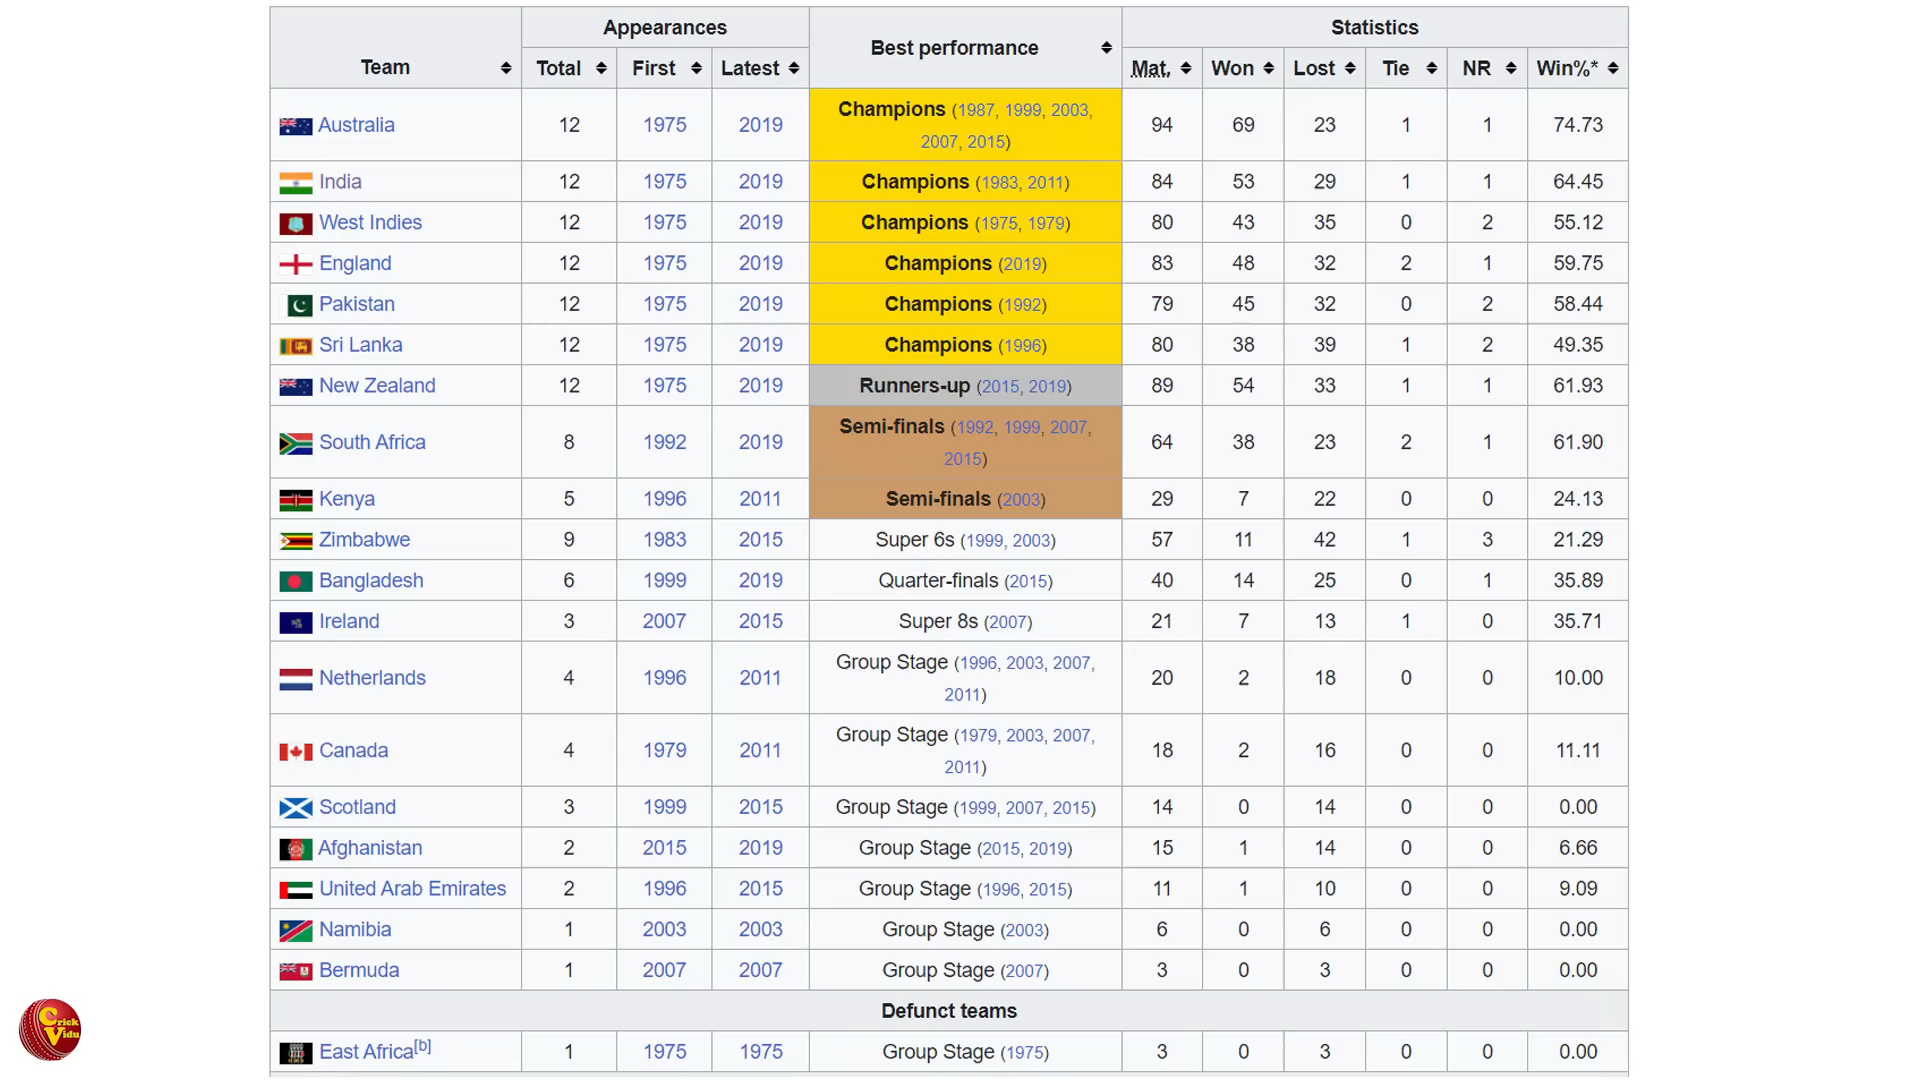 Team Appearances Best performance Statistics
Total First Latest Mat. Won Lost Tie NR Win%*
Australia 12 1975 2019 Champions (1987, 1999, 2003, 94 69 23 1 1 74.73
2007, 2015)
India 12 1975 2019 Champions (1983, 2011) 84 53 29 1 1 64.45
West Indies 12 1975 2019 Champions (1975, 1979) 80 43 35 0 2 55.12
England 12 1975 2019 Champions (2019) 83 48 32 2 1 59.75
Pakistan 12 1975 2019 Champions (1992) 79 45 32 0 2 58.44
Sri Lanka 12 1975 2019 Champions (1996) 80 38 39 1 2 49.35
New Zealand 12 1975 2019 Runners-up (2015, 2019) 89 54 33 1 1 61.93
South Africa 8 1992 2019 Semi-finals (1992, 1999, 2007, 64 38 23 2 1 61.90
2015)
Kenya 5 1996 2011 Semi-finals (2003) 29 7 22 0 0 24.13
Zimbabwe 9 1983 2015 Super 6s (1999, 2003) 57 11 42 1 3 21.29
Bangladesh 6 1999 2019 Quarter-finals (2015) 40 14 25 0 1 35.89
Ireland 3 2007 2015 Super 8s (2007) 21 7 13 1 0 35.71
Netherlands 4 1996 2011 Group Stage (1996, 2003, 2007, 20 2 18 0 0 10.00
2011)
Canada 4 1979 2011 Group Stage (1979, 2003, 2007, 18 2 16 0 0 11.11
2011)
Scotland 3 1999 2015 Group Stage (1999, 2007, 2015) 14 0 14 0 0 0.00
Afghanistan 2 2015 2019 Group Stage (2015, 2019) 15 1 14 0 0 6.66
United Arab Emirates 2 1996 2015 Group Stage (1996, 2015) 11 1 10 0 0 9.09
Namibia 1 2003 2003 Group Stage (2003) 6 0 6 0 0 0.00
Bermuda 1 2007 2007 Group Stage (2007) 3 0 3 0 0 0.00
Defunct teams
East Africa[b] 1 1975 1975 Group Stage (1975) 3 0 3 0 0 0.00
Crick
Vidu